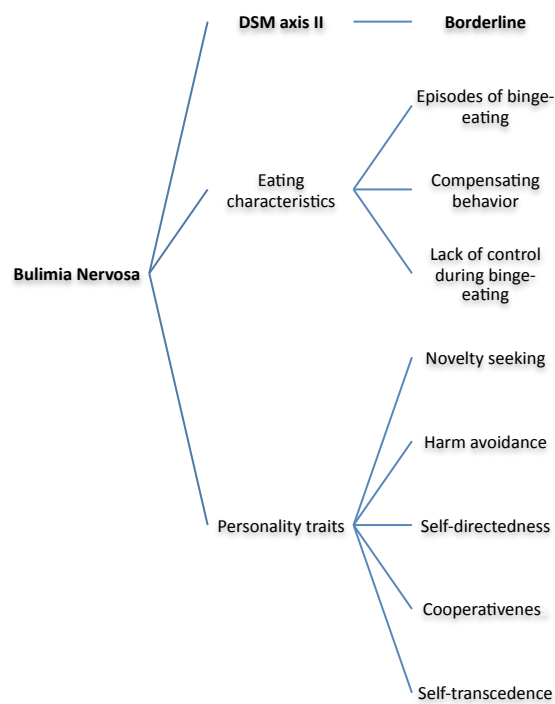 DSM axis II
Borderline
Episodes of binge-
eating
Eating
characteristics
Compensating
behavior
Lack of control
during binge-
eating
Bulimia Nervosa
Novelty seeking
Harm avoidance
Personality traits
Self-directedness
Cooperativenes
Self-transcedence